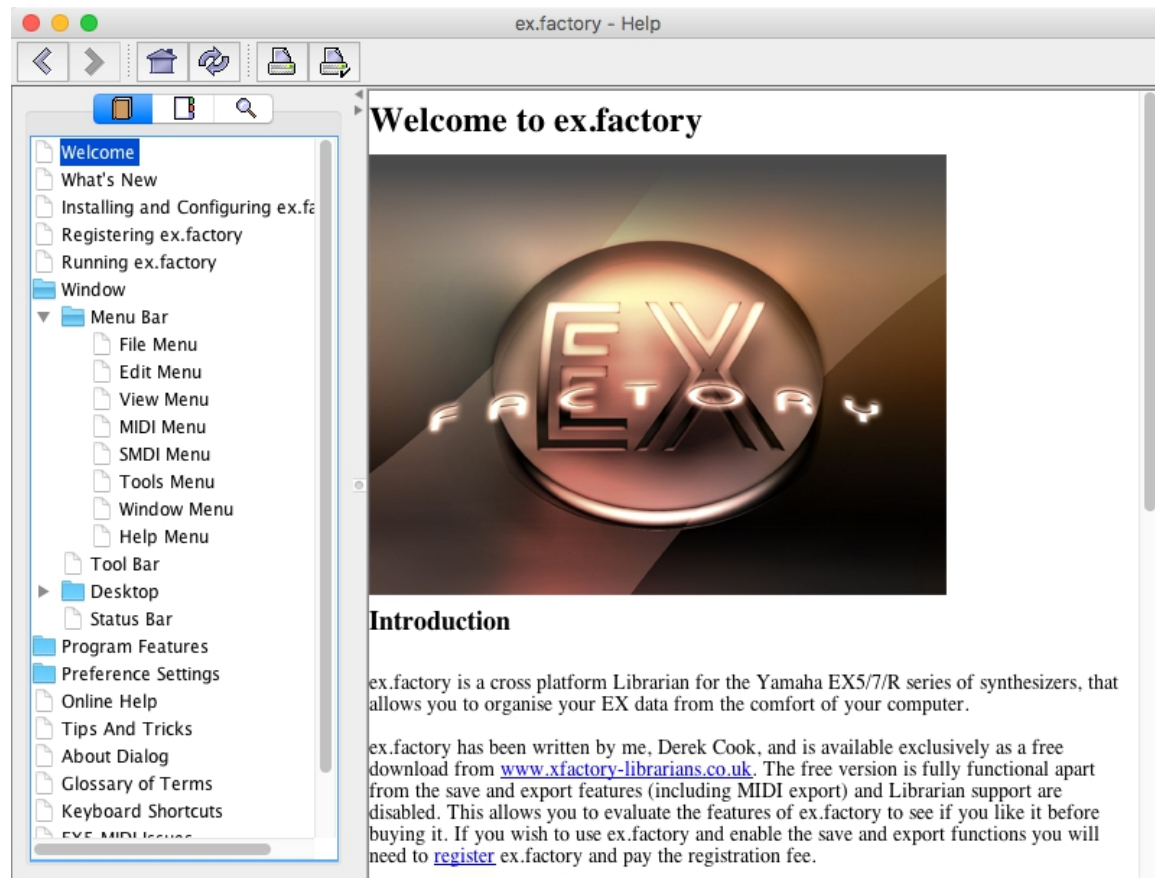 ex.factory - Help
Welcome
What's New
Installing and Configuring ex.fa
Registering ex.factory
Running ex.factory
Window
Menu Bar
File Menu
Edit Menu
View Menu
MIDI Menu
SMDI Menu
Tools Menu
Window Menu
Help Menu
Tool Bar
Desktop
Status Bar
Program Features
Preference Settings
Online Help
Tips And Tricks
About Dialog
Glossary of Terms
Keyboard Shortcuts
EX5 MIDI Issues
Welcome to ex.factory
EX
FACTORY
Introduction
ex.factory is a cross platform Librarian for the Yamaha EX5/7/R series of synthesizers, that
allows you to organise your EX data from the comfort of your computer.
ex.factory has been written by me, Derek Cook, and is available exclusively as a free
download from www.xfactory-librarians.co.uk. The free version is fully functional apart
from the save and export features (including MIDI export) and Librarian support are
disabled. This allows you to evaluate the features of ex.factory to see if you like it before
buying it. If you wish to use ex.factory and enable the save and export functions you will
need to register ex.factory and pay the registration fee.